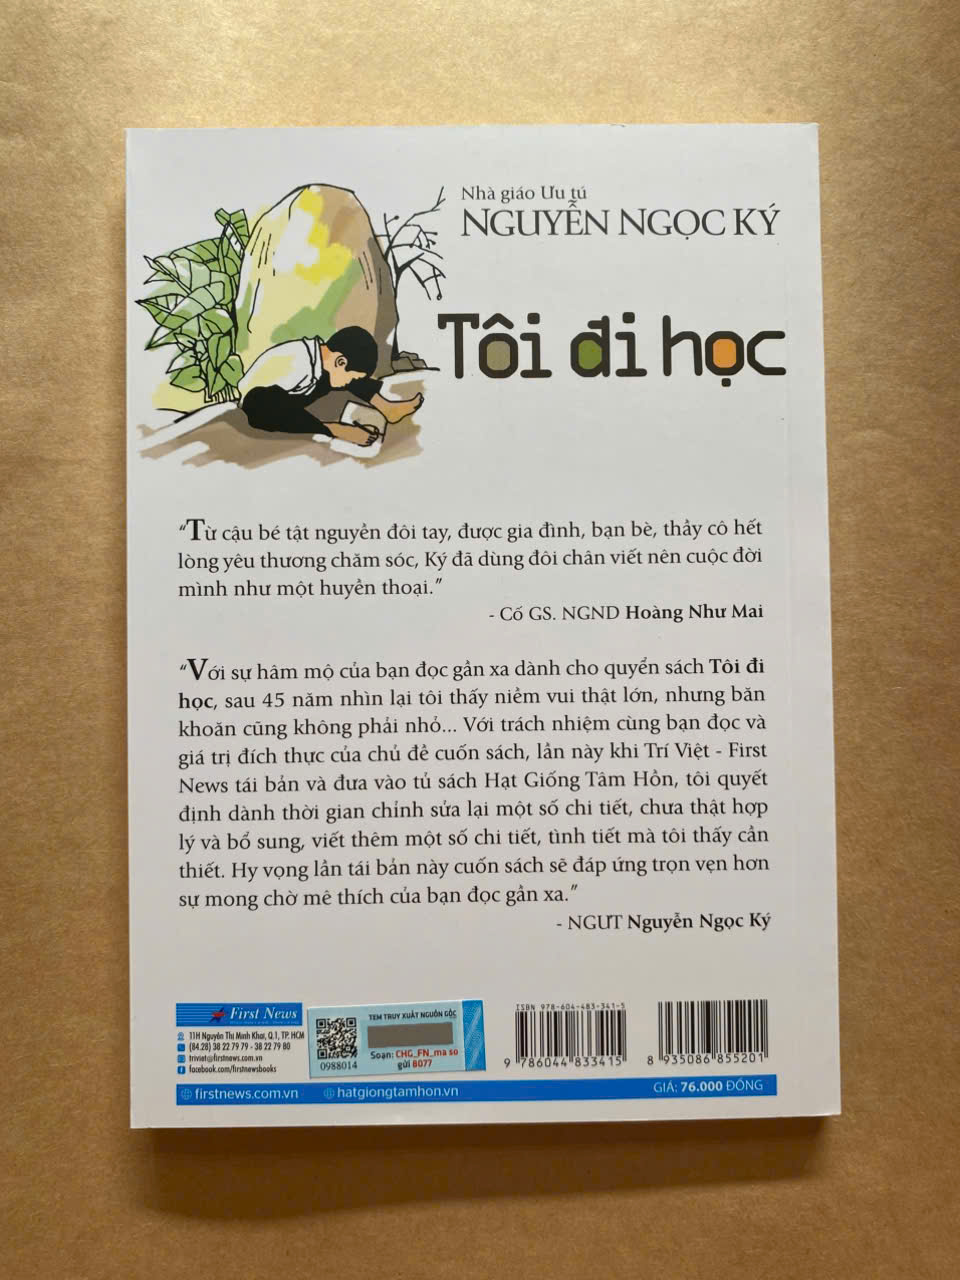 Nhà giáo Ưu tú
NGUYỄN NGỌC KÝ
Tôi đi học
“Từ cậu bé tật nguyền đôi tay, được gia đình, bạn bè, thầy cô hết
lòng yêu thương chăm sóc, Ký đã dùng đôi chân viết nên cuộc đời
mình như một huyền thoại.”
- Cố GS. NGND Hoàng Như Mai
“Với sự hâm mộ của bạn đọc gần xa dành cho quyển sách Tôi đi
học, sau 45 năm nhìn lại tôi thấy niềm vui thật lớn, nhưng băn
khoăn cũng không phải nhỏ... Với trách nhiệm cùng bạn đọc và
giá trị đích thực của chủ đề cuốn sách, lần này khi Trí Việt - First
News tái bản và đưa vào tủ sách Hạt Giống Tâm Hồn, tôi quyết
định dành thời gian chỉnh sửa lại một số chi tiết, chưa thật hợp
lý và bổ sung, viết thêm một số chi tiết, tình tiết mà tôi thấy cần
thiết. Hy vọng lần tái bản này cuốn sách sẽ đáp ứng trọn vẹn hơn
sự mong chờ mê thích của bạn đọc gần xa.”
- NGƯT Nguyễn Ngọc Ký
First News
11H Nguyễn Thị Minh Khai, Q.1, TP. HCM
(84.28) 38 22 79 79 - 38 22 79 80
triviet@firstnews.com.vn
facebook.com/firstnewsbooks
0988014
TEM TRUY XUẤT NGUỒN GỐC
Soạn: CHG_FN_ma so
gửi 8077
ISBN 978-604-483-341-5
9 786044 833415
8 935086 855201
firstnews.com.vn
hatgiongtamhon.vn
GIÁ: 76.000 ĐỒNG